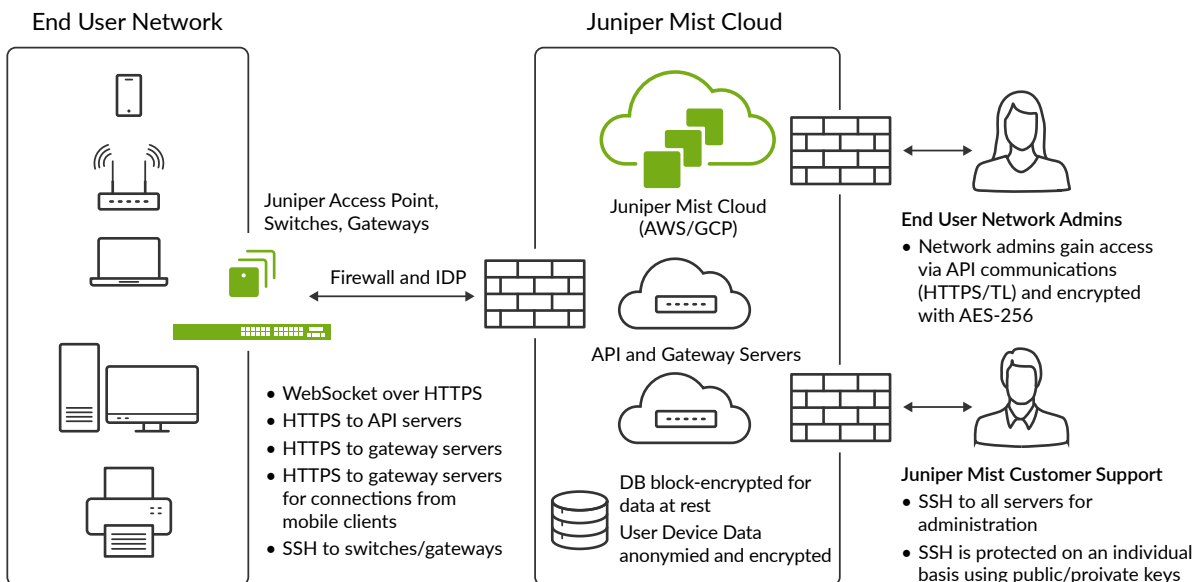 End User Network
Juniper Mist Cloud
Juniper Access Point,
Switches, Gateways
Firewall and IDP
• WebSocket over HTTPS
• HTTPS to API servers
• HTTPS to gateway servers
• HTTPS to gateway servers
for connections from
mobile clients
• SSH to switches/gateways
Juniper Mist Cloud
(AWS/GCP)
API and Gateway Servers
DB block-encrypted for
data at rest
User Device Data
anonymied and encrypted
End User Network Admins
• Network admins gain access
via API communications
(HTTPS/TL) and encrypted
with AES-256
Juniper Mist Customer Support
• SSH to all servers for
administration
• SSH is protected on an individual
basis using public/proivate keys